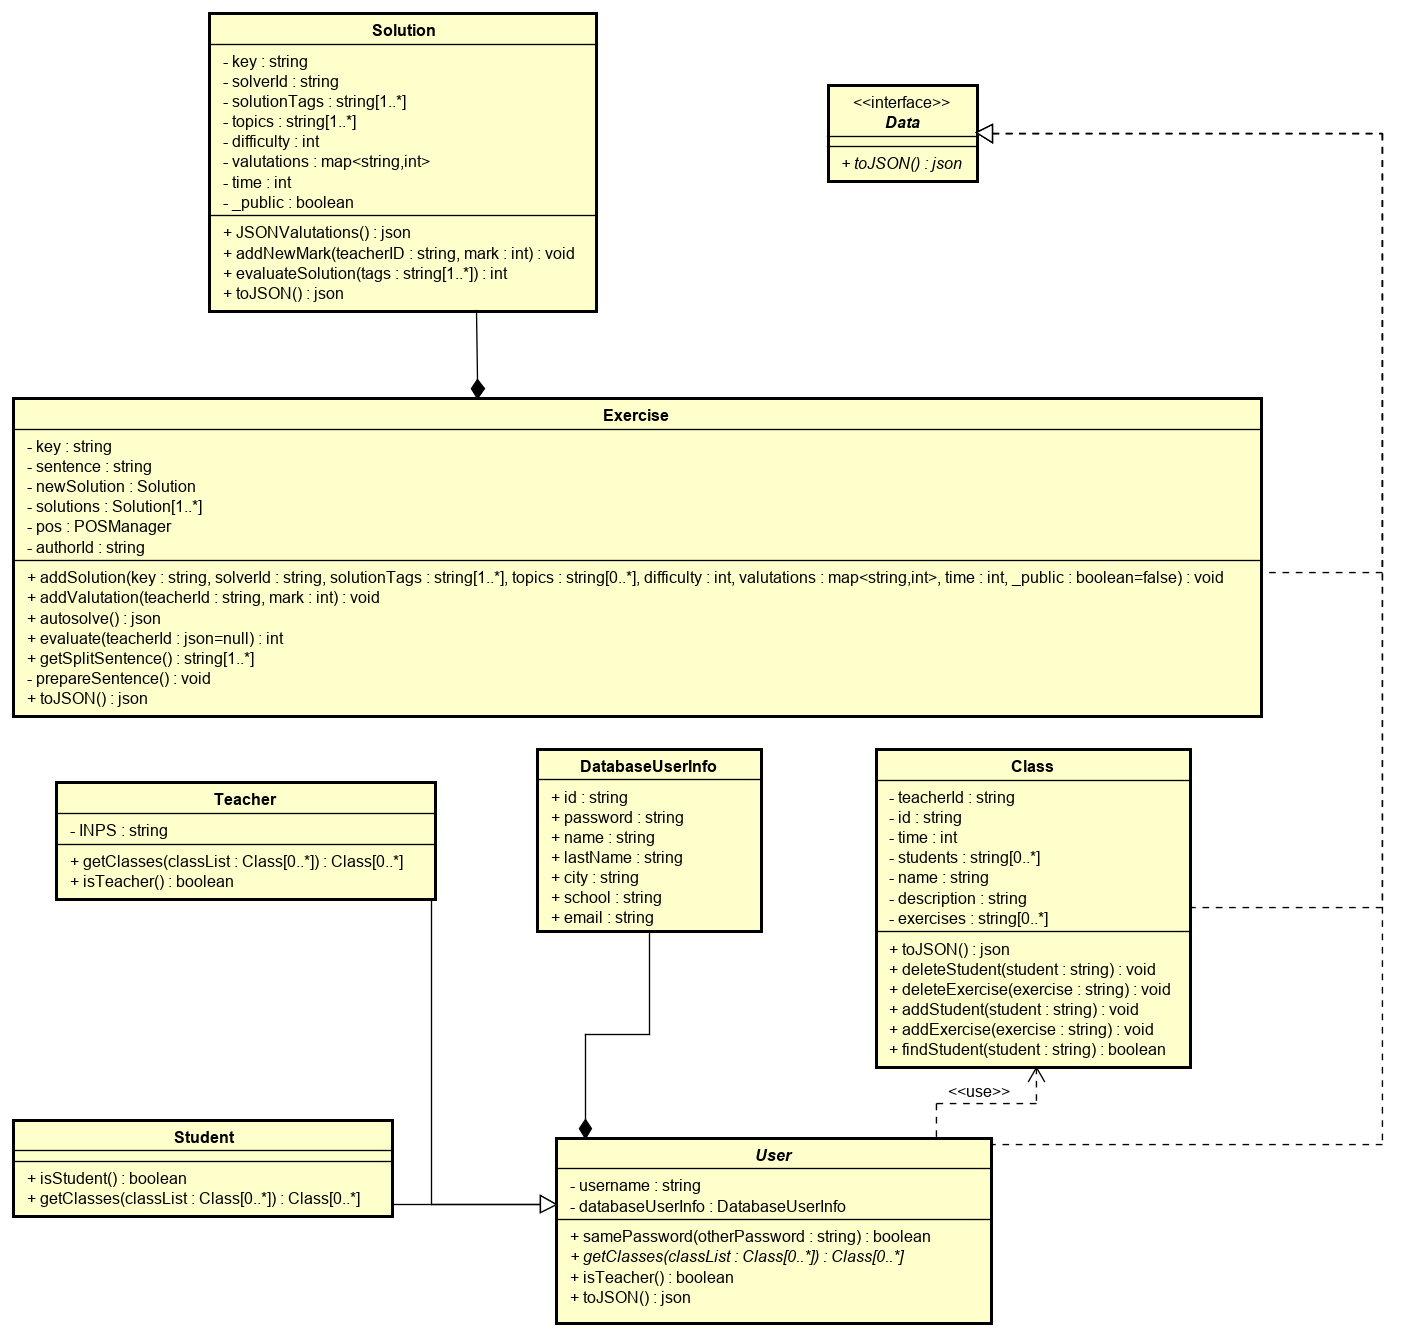 Solution
- key : string
- solverId : string
- solutionTags : string[1..*]
- topics : string[1..*]
- difficulty : int
- valutations : map<string,int>
- time : int
- _public : boolean
+ JSONValutations() : json
+ addNewMark(teacherID : string, mark : int) : void
+ evaluateSolution(tags : string[1..*]) : int
+ toJSON() : json
<<interface>>
Data
+ toJSON() : json
Exercise
- key : string
- sentence : string
- newSolution : Solution
- solutions : Solution[1..*]
- pos : POSManager
- authorId : string
+ addSolution(key : string, solverId : string, solutionTags : string[1..*], topics : string[0..*], difficulty : int, valutations : map<string,int>, time : int, _public : boolean=false) : void
+ addValutation(teacherId : string, mark : int) : void
+ autosolve() : json
+ evaluate(teacherId : json=null) : int
+ getSplitSentence() : string[1..*]
- prepareSentence() : void
+ toJSON() : json
Teacher
- INPS : string
+ getClasses(classList : Class[0..*]) : Class[0..*]
+ isTeacher() : boolean
DatabaseUserInfo
+ id : string
+ password : string
+ name : string
+ lastName : string
+ city : string
+ school : string
+ email : string
Class
- teacherId : string
- id : string
- time : int
- students : string[0..*]
- name : string
- description : string
- exercises : string[0..*]
+ toJSON() : json
+ deleteStudent(student : string) : void
+ deleteExercise(exercise : string) : void
+ addStudent(student : string) : void
+ addExercise(exercise : string) : void
+ findStudent(student : string) : boolean
<<use>>
Student
+ isStudent() : boolean
+ getClasses(classList : Class[0..*]) : Class[0..*]
User
- username : string
- databaseUserInfo : DatabaseUserInfo
+ samePassword(otherPassword : string) : boolean
+ getClasses(classList : Class[0..*]) : Class[0..*]
+ isTeacher() : boolean
+ toJSON() : json